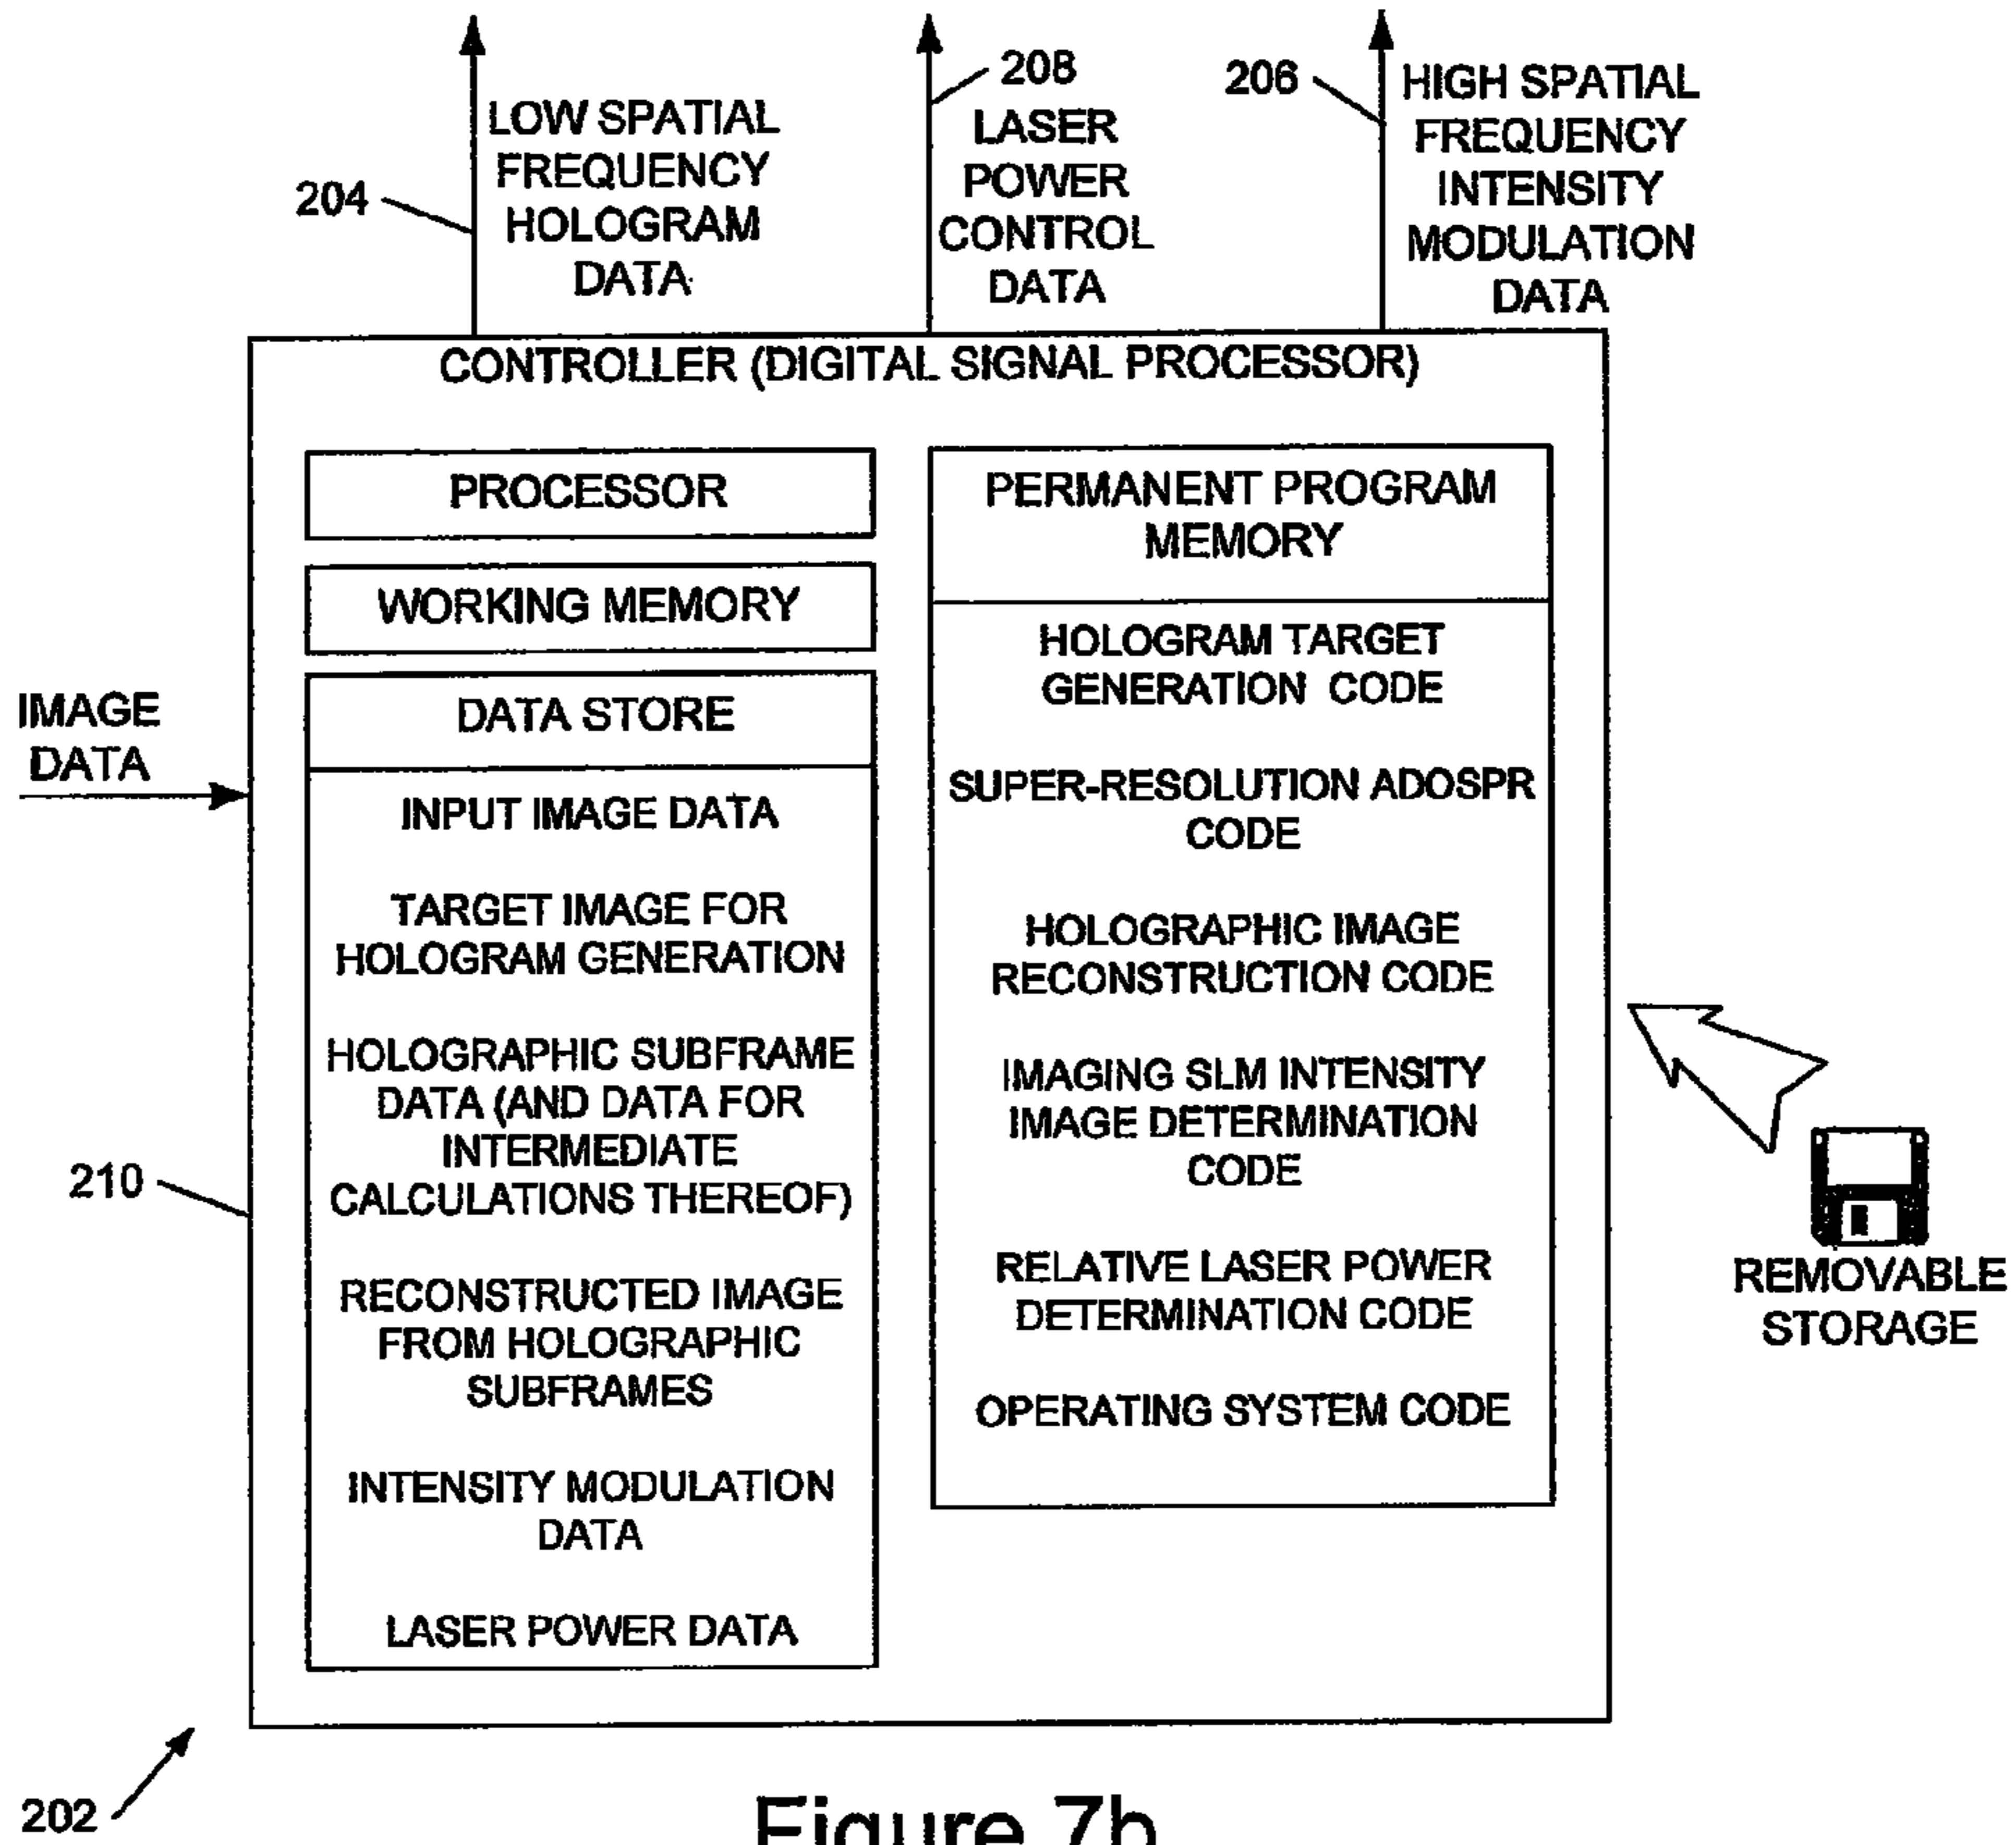 204
LOW SPATIAL
FREQUENCY
HOLOGRAM
DATA
208
LASER
POWER
CONTROL
DATA
206
HIGH SPATIAL
FREQUENCY
INTENSITY
MODULATION
DATA
CONTROLLER (DIGITAL SIGNAL PROCESSOR)
IMAGE
DATA
PROCESSOR
WORKING MEMORY
DATA STORE
INPUT IMAGE DATA
TARGET IMAGE FOR
HOLOGRAM GENERATION
HOLOGRAPHIC SUBFRAME
DATA (AND DATA FOR
INTERMEDIATE
CALCULATIONS THEREOF)
RECONSTRUCTED IMAGE
FROM HOLOGRAPHIC
SUBFRAMES
INTENSITY MODULATION
DATA
LASER POWER DATA
PERMANENT PROGRAM
MEMORY
HOLOGRAM TARGET
GENERATION CODE
SUPER-RESOLUTION ADOSPR
CODE
HOLOGRAPHIC IMAGE
RECONSTRUCTION CODE
IMAGING SLM INTENSITY
IMAGE DETERMINATION
CODE
RELATIVE LASER POWER
DETERMINATION CODE
OPERATING SYSTEM CODE
REMOVABLE
STORAGE
210
202
Figure 7b